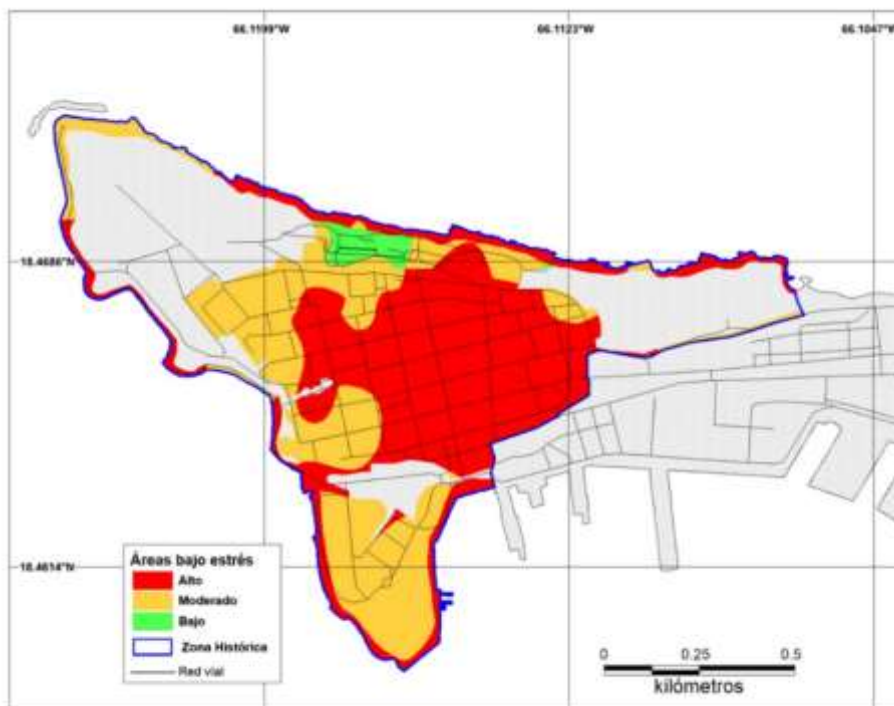 66.1199°W
66.1123°W
66.1047°W
18.4686°N
18.4614°N
Áreas bajo estrés
Alto
Moderado
Bajo
Zona Histórica
Red vial
0
0.25
0.5
kilómetros